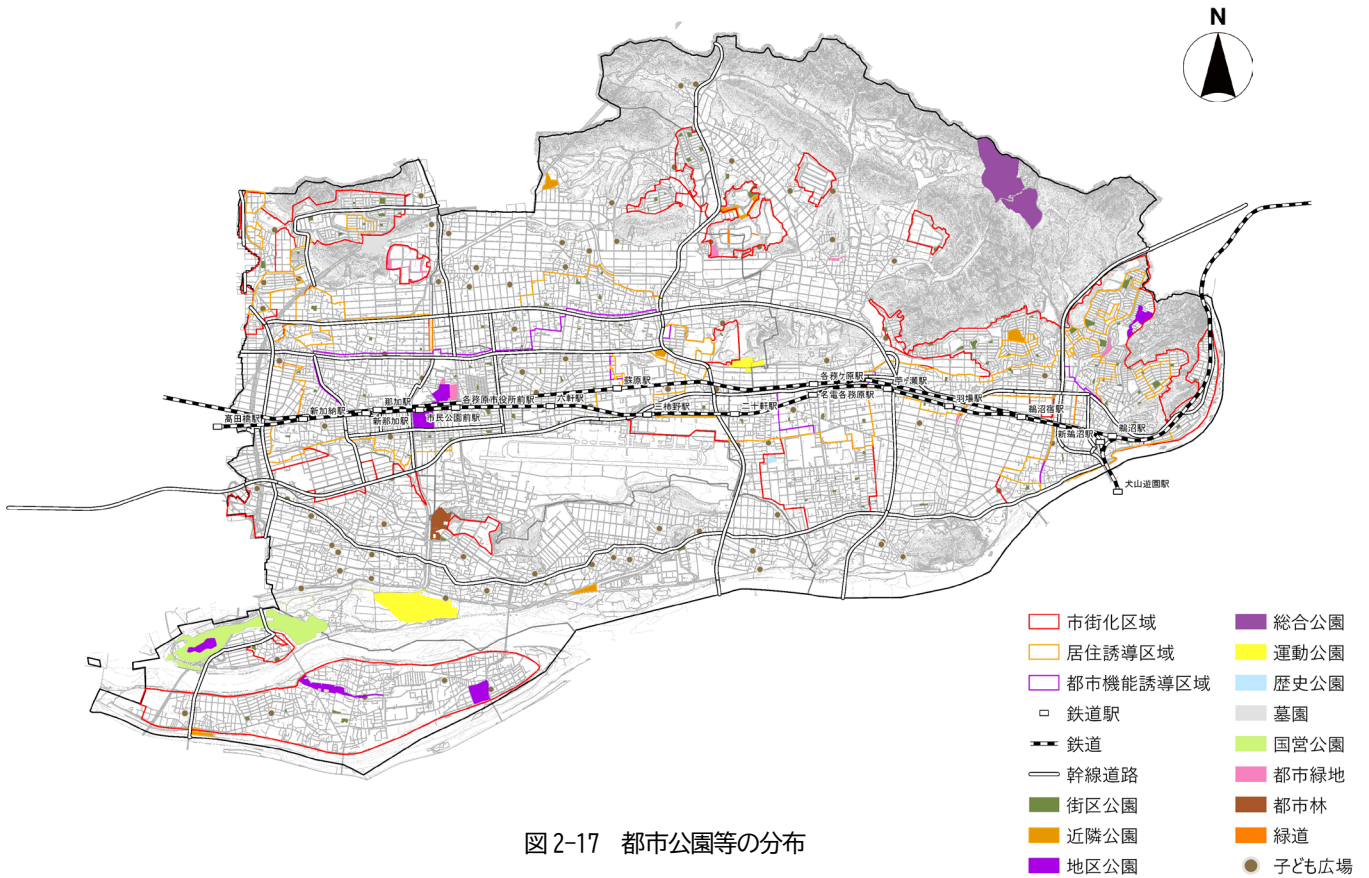 N
蘇原駅
各務ケ原駅
苧ヶ瀬駅
那加駅
各務原市役所前駅
六軒駅
名電各務原駅
羽場駅
高田橋駅
新加納駅
新那加駅
市民公園前駅
三柿野駅
二十軒駅
鵜沼宿駅
新鵜沼駅
鵜沼駅
犬山遊園駅
市街化区域
居住誘導区域
都市機能誘導区域
鉄道駅
鉄道
幹線道路
街区公園
近隣公園
地区公園
総合公園
運動公園
歴史公園
墓園
国営公園
都市緑地
都市林
緑道
子ども広場
図 2-17 都市公園等の分布